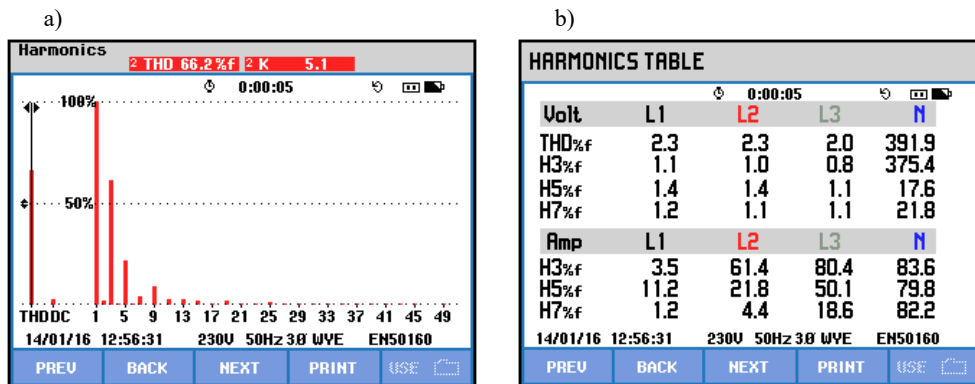 a)
Harmonics
2 THD 66.2%f 2 K 5.1
0:00:05
100%
50%
THDDC 1 5 9 13 17 21 25 29 33 37 41 45 49
14/01/16 12:56:31 230V 50Hz 3Ø WYE EN50160
PREV BACK NEXT PRINT USE
b)
HARMONICS TABLE
0:00:05
Volt L1 L2 L3 N
THD%f 2.3 2.3 2.0 391.9
H3%f 1.1 1.0 0.8 375.4
H5%f 1.4 1.4 1.1 17.6
H7%f 1.2 1.1 1.1 21.8
Amp L1 L2 L3 N
H3%f 3.5 61.4 80.4 83.6
H5%f 11.2 21.8 50.1 79.8
H7%f 1.2 4.4 18.6 82.2
14/01/16 12:56:31 230V 50Hz 3Ø WYE EN50160
PREV BACK NEXT PRINT USE